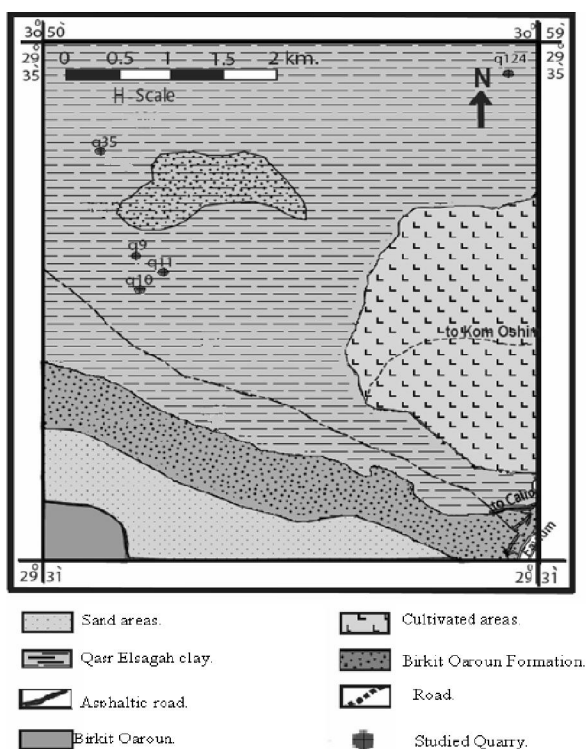 30° 50' 30° 59'
29° 35' 0 0.5 1 1.5 2 km. q124 29° 35'
H-Scale N
q35
q9
q11
q10
to Kom Oshi
to Cairo
Faium
29° 31' 29° 31'
Sand areas. Cultivated areas.
Qasr Elsagah clay. Birkit Qaroun Formation.
Asphaltic road. Road.
Birkit Qaroun. Studied Quarry.